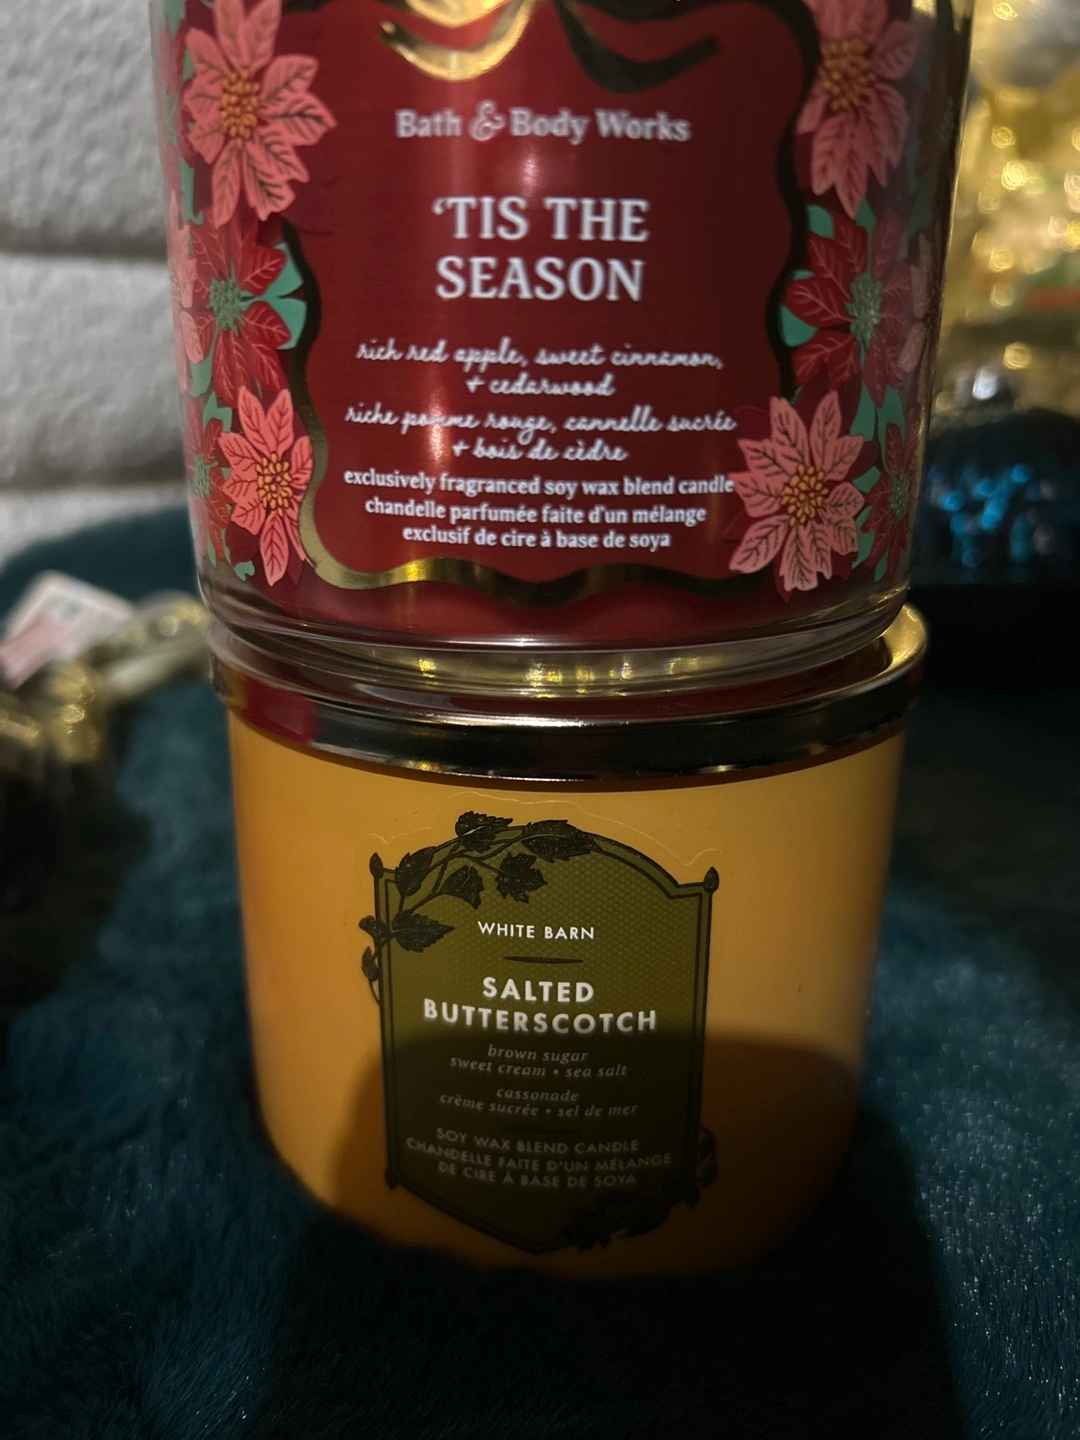 Bath & Body Works
‘TIS THE
SEASON
rich red apple, sweet cinnamon,
+ cedarwood
riche pomme rouge, cannelle sucrée
+ bois de cèdre
exclusively fragranced soy wax blend candle
chandelle parfumée faite d'un mélange
exclusif de cire à base de soya
WHITE BARN
SALTED
BUTTERSCOTCH
brown sugar
sweet cream • sea salt
cassonade
crème sucrée • sel de mer
SOY WAX BLEND CANDLE
CHANDELLE FAITE D'UN MÉLANGE
DE CIRE À BASE DE SOYA